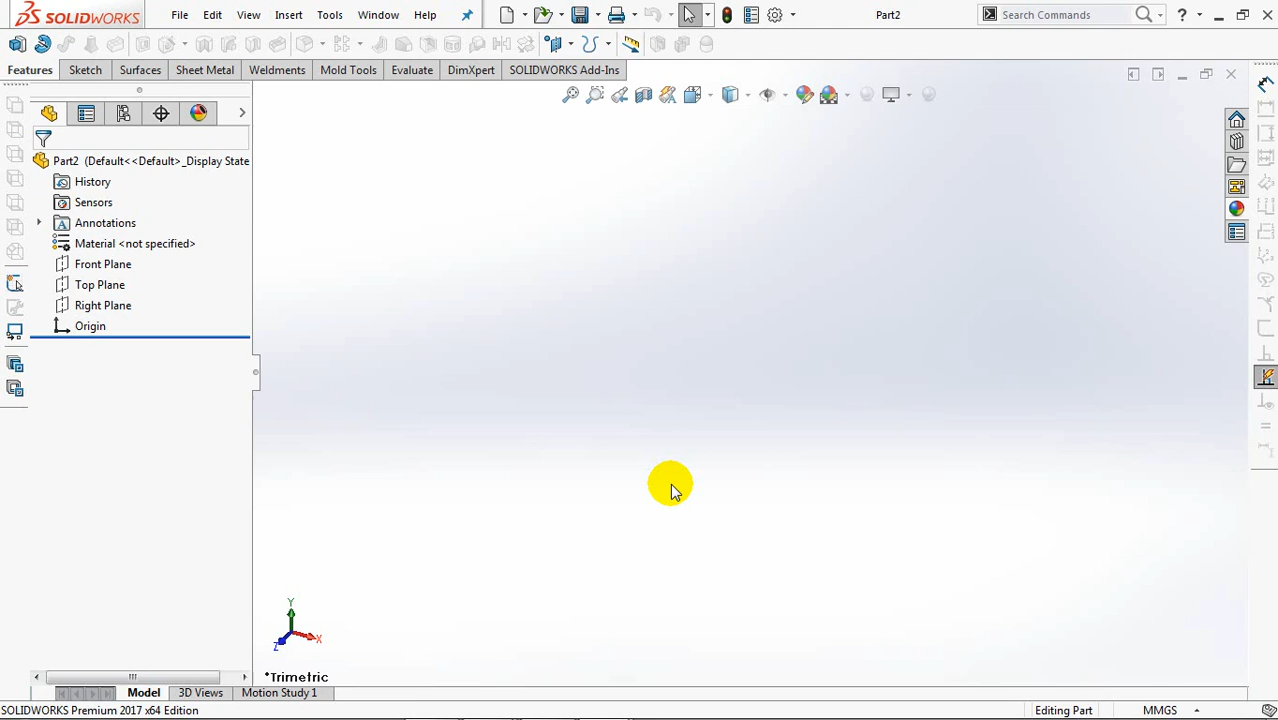 SOLIDWORKS File Edit View Insert Tools Window Help Part2 Search Commands ?
Features Sketch Surfaces Sheet Metal Weldments Mold Tools Evaluate DimXpert SOLIDWORKS Add-Ins
Part2 (Default<<Default>_Display State
History
Sensors
Annotations
Material <not specified>
Front Plane
Top Plane
Right Plane
Origin
Y
X
Z
*Trimetric
Model 3D Views Motion Study 1
SOLIDWORKS Premium 2017 x64 Edition Editing Part MMGS